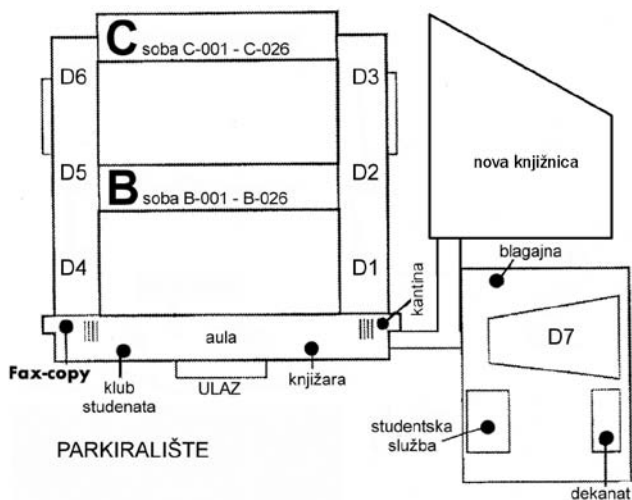 C soba C-001 - C-026
D6
D3
nova knjižnica
D5
D2
B soba B-001 - B-026
D4
D1
kantina
blagajna
aula
D7
Fax-copy
klub
studenata
ULAZ
knjižara
studentska
služba
PARKIRALIŠTE
dekanat